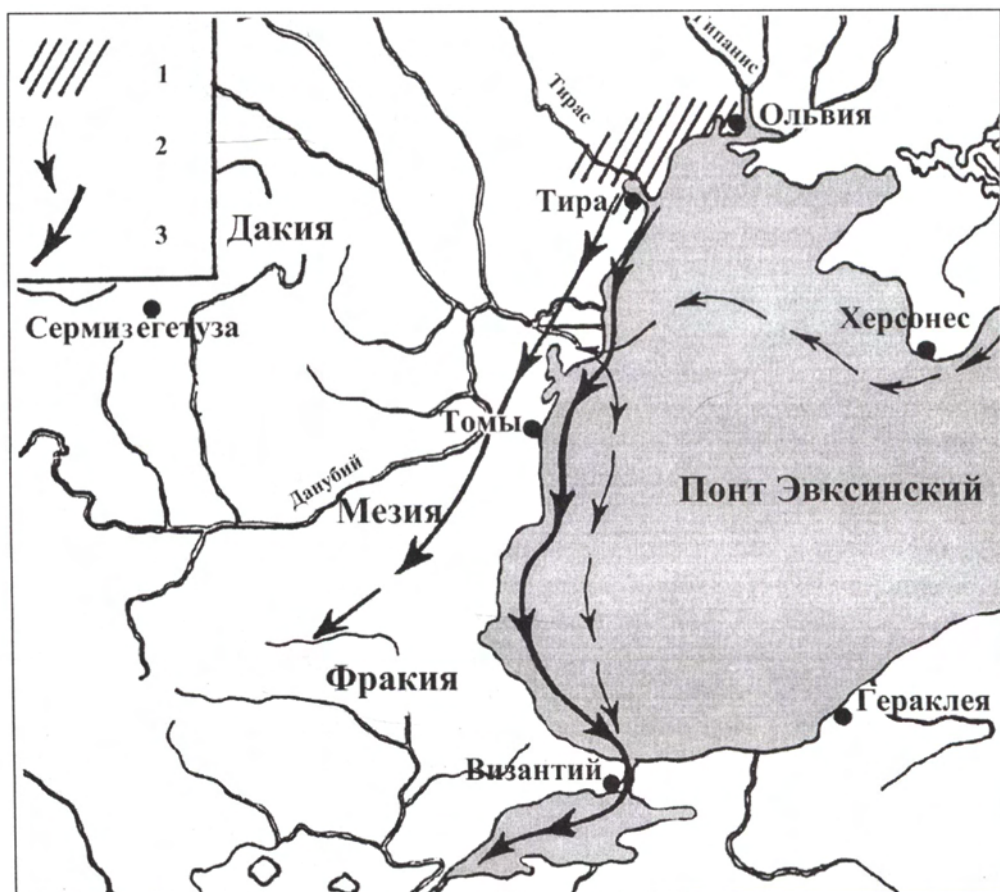 1
2
3
Гипанис
Ольвия
Тирас
Тира
Дакия
Сермизегетуза
Херсонес
Томы
Данубий
Мезия
Понт Эвксинский
Фракия
Гераклея
Византий